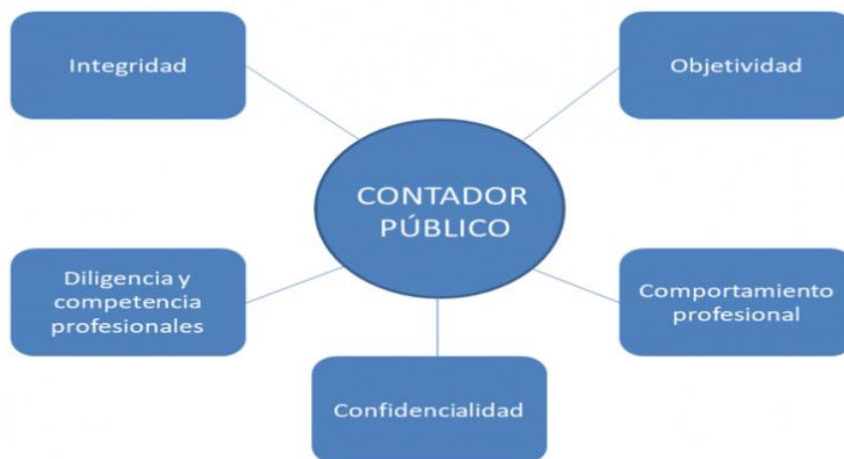 Integridad
Objetividad
CONTADOR
PÚBLICO
Diligencia y
competencia
profesionales
Comportamiento
profesional
Confidencialidad